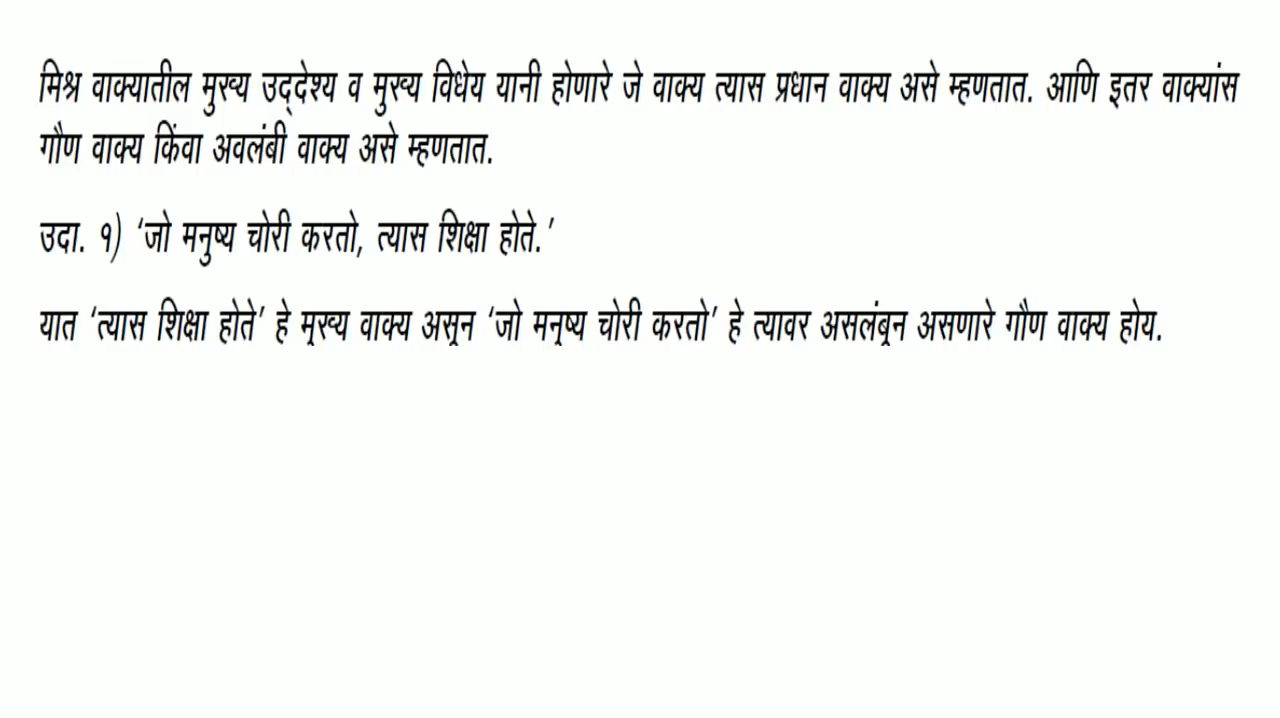 मिश्र वाक्यातील मुख्य उद्‌देश्य व मुख्य विधेय यानी होणारे जे वाक्य त्यास प्रधान वाक्य असे म्हणतात. आणि इतर वाक्यांस
गौण वाक्य किंवा अवलंबी वाक्य असे म्हणतात.
उदा. १) ‘जो मनुष्य चोरी करतो, त्यास शिक्षा होते.’
यात ‘त्यास शिक्षा होते’ हे मुख्य वाक्य असून ‘जो मनुष्य चोरी करतो’ हे त्यावर असलंबून असणारे गौण वाक्य होय.